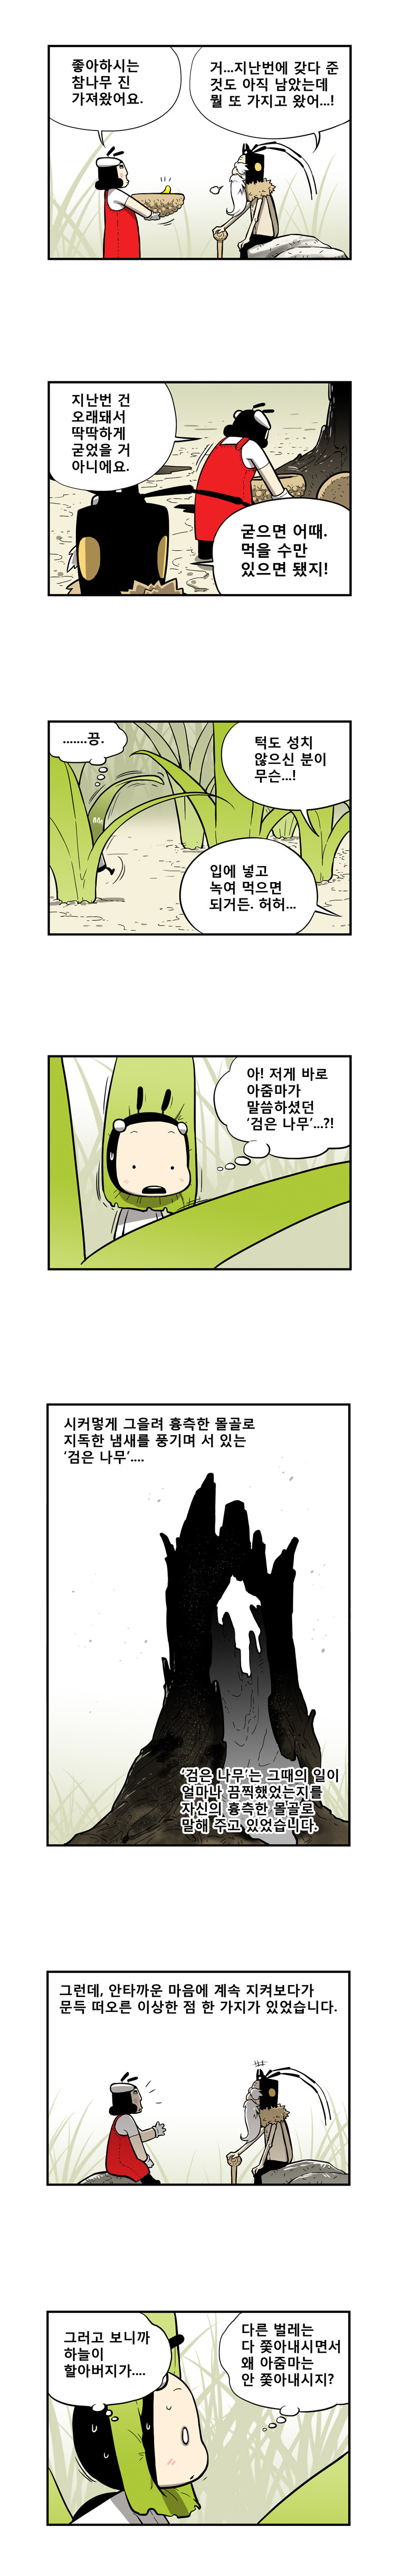 좋아하시는
참나무 진
가져왔어요.
거...지난번에 갖다 준
것도 아직 남았는데
뭘 또 가지고 왔어...!
지난번 건
오래돼서
딱딱하게
굳었을 거
아니에요.
굳으면 어때.
먹을 수만
있으면 됐지!
.......끙.
턱도 성치
않으신 분이
무슨...!
입에 넣고
녹여 먹으면
되거든. 허허...
아! 저게 바로
아줌마가
말씀하셨던
'검은 나무'...?!
시커멓게 그을려 흉측한 몰골로
지독한 냄새를 풍기며 서 있는
'검은 나무'....
'검은 나무'는 그때의 일이
얼마나 끔찍했었는지를
자신의 흉측한 몰골로
말해 주고 있었습니다.
그런데, 안타까운 마음에 계속 지켜보다가
문득 떠오른 이상한 점 한 가지가 있었습니다.
그러고 보니까
하늘이
할아버지가....
다른 벌레는
다 쫓아내시면서
왜 아줌마는
안 쫓아내시지?